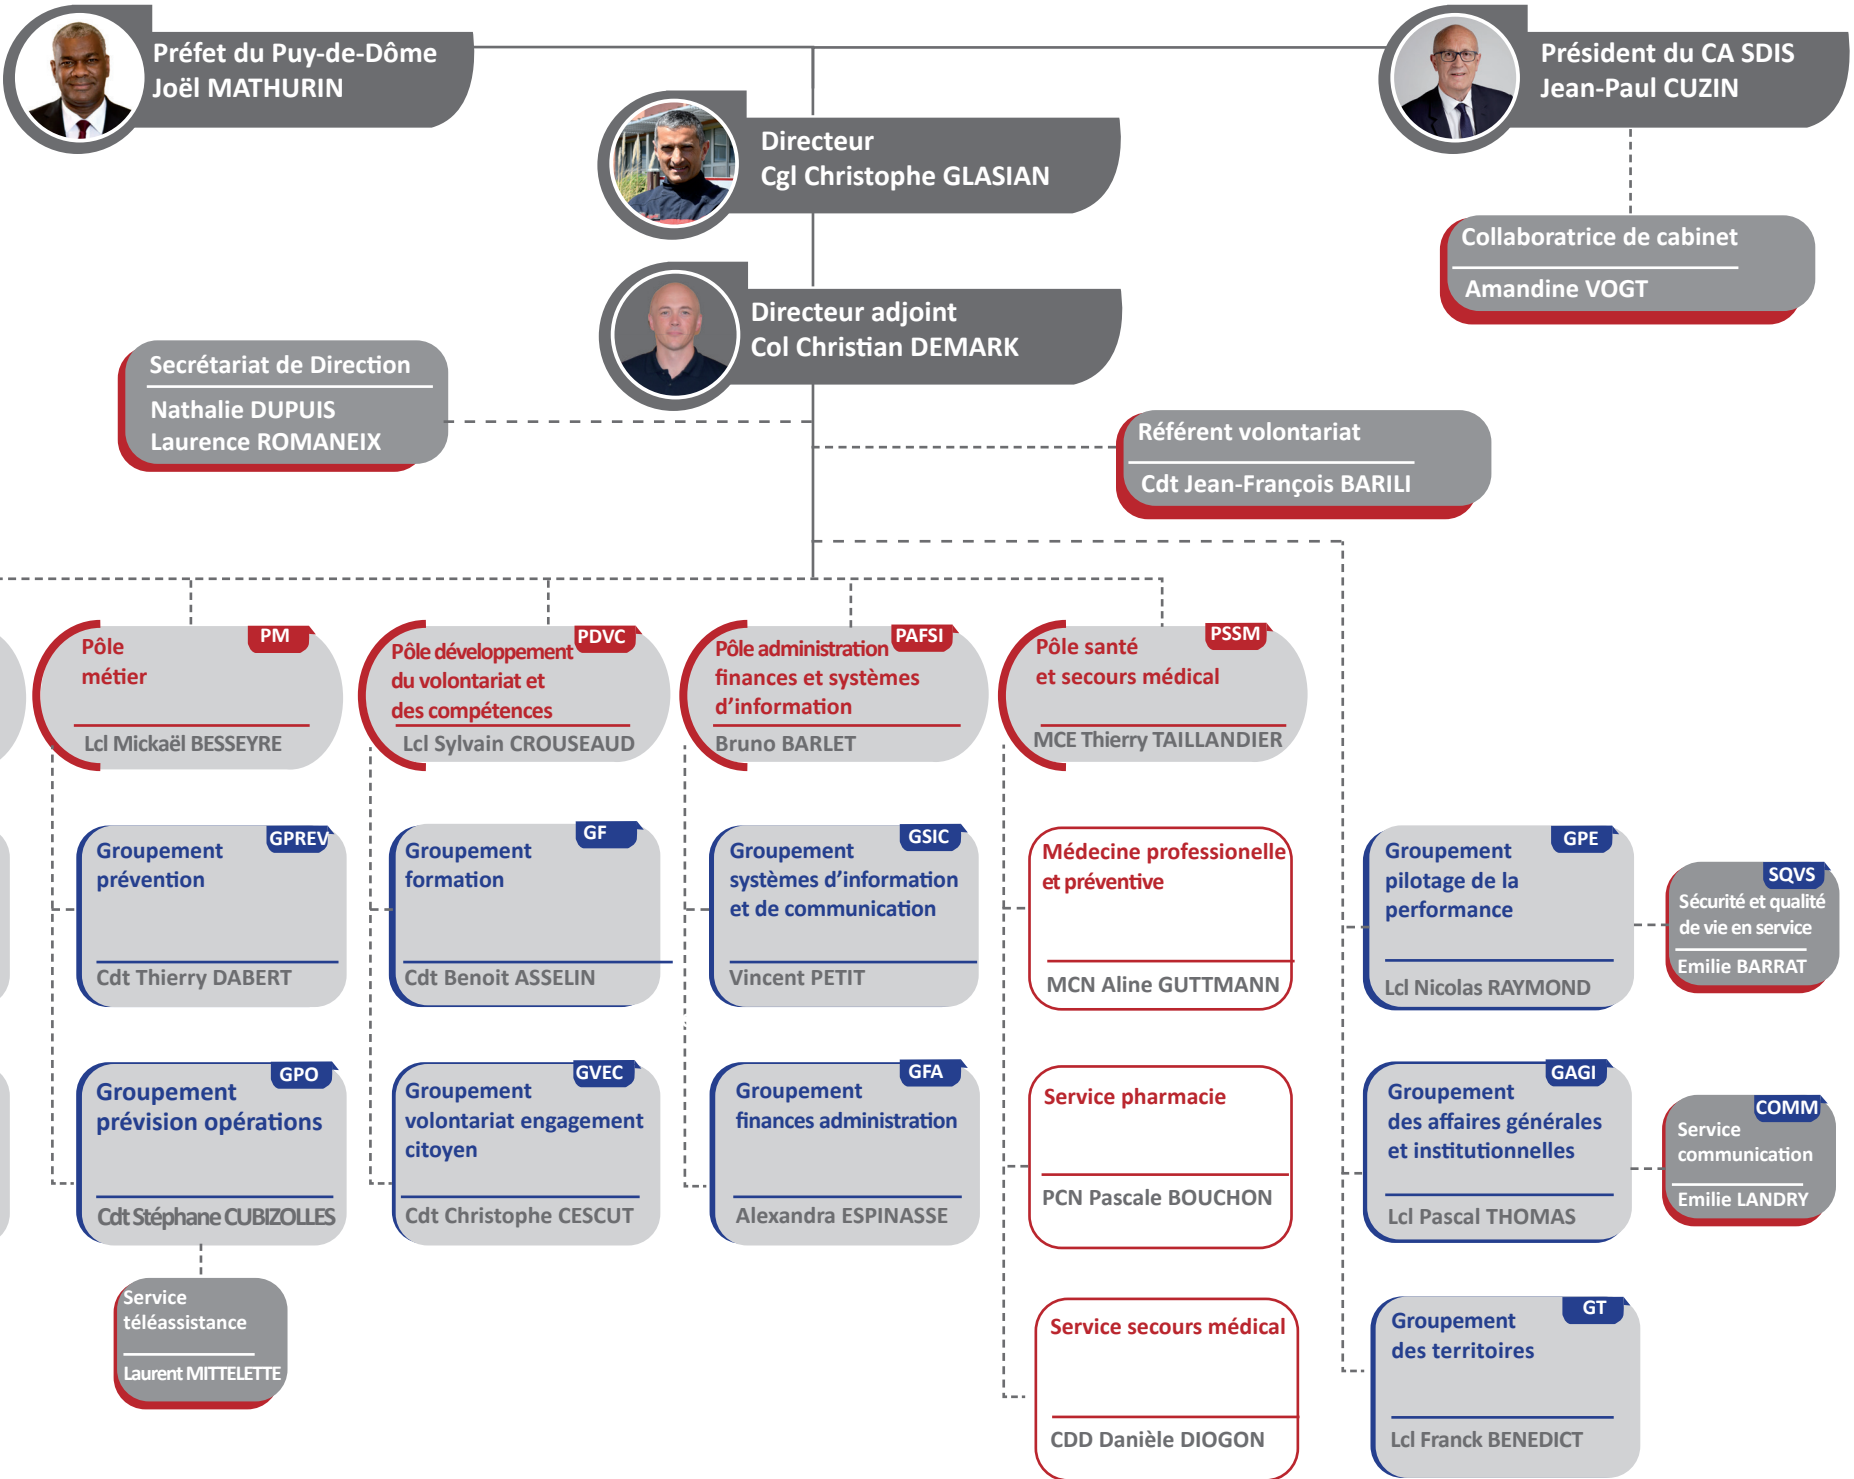 Préfet du Puy-de-Dôme
Joël MATHURIN
Président du CA SDIS
Jean-Paul CUZIN
Directeur
Cgl Christophe GLASIAN
Collaboratrice de cabinet
Amandine VOGT
Directeur adjoint
Col Christian DEMARK
Secrétariat de Direction
Nathalie DUPUIS
Laurence ROMANEIX
Référent volontariat
Cdt Jean-François BARILI
PM
Pôle
métier
Lcl Mickaël BESSEYRE
PDVC
Pôle développement
du volontariat et
des compétences
Lcl Sylvain CROUSEAUD
PAFSI
Pôle administration
finances et systèmes
d'information
Bruno BARLET
PSSM
Pôle santé
et secours médical
MCE Thierry TAILLANDIER
GPREV
Groupement
prévention
Cdt Thierry DABERT
GF
Groupement
formation
Cdt Benoit ASSELIN
GSIC
Groupement
systèmes d'information
et de communication
Vincent PETIT
Médecine professionelle
et préventive
MCN Aline GUTTMANN
GPE
Groupement
pilotage de la
performance
Lcl Nicolas RAYMOND
SQVS
Sécurité et qualité
de vie en service
Emilie BARRAT
GPO
Groupement
prévision opérations
Cdt Stéphane CUBIZOLLES
GVEC
Groupement
volontariat engagement
citoyen
Cdt Christophe CESCUT
GFA
Groupement
finances administration
Alexandra ESPINASSE
Service pharmacie
PCN Pascale BOUCHON
GAGI
Groupement
des affaires générales
et institutionnelles
Lcl Pascal THOMAS
COMM
Service
communication
Emilie LANDRY
Service
téléassistance
Laurent MITTELETTE
Service secours médical
CDD Danièle DIOGON
GT
Groupement
des territoires
Lcl Franck BENEDICT